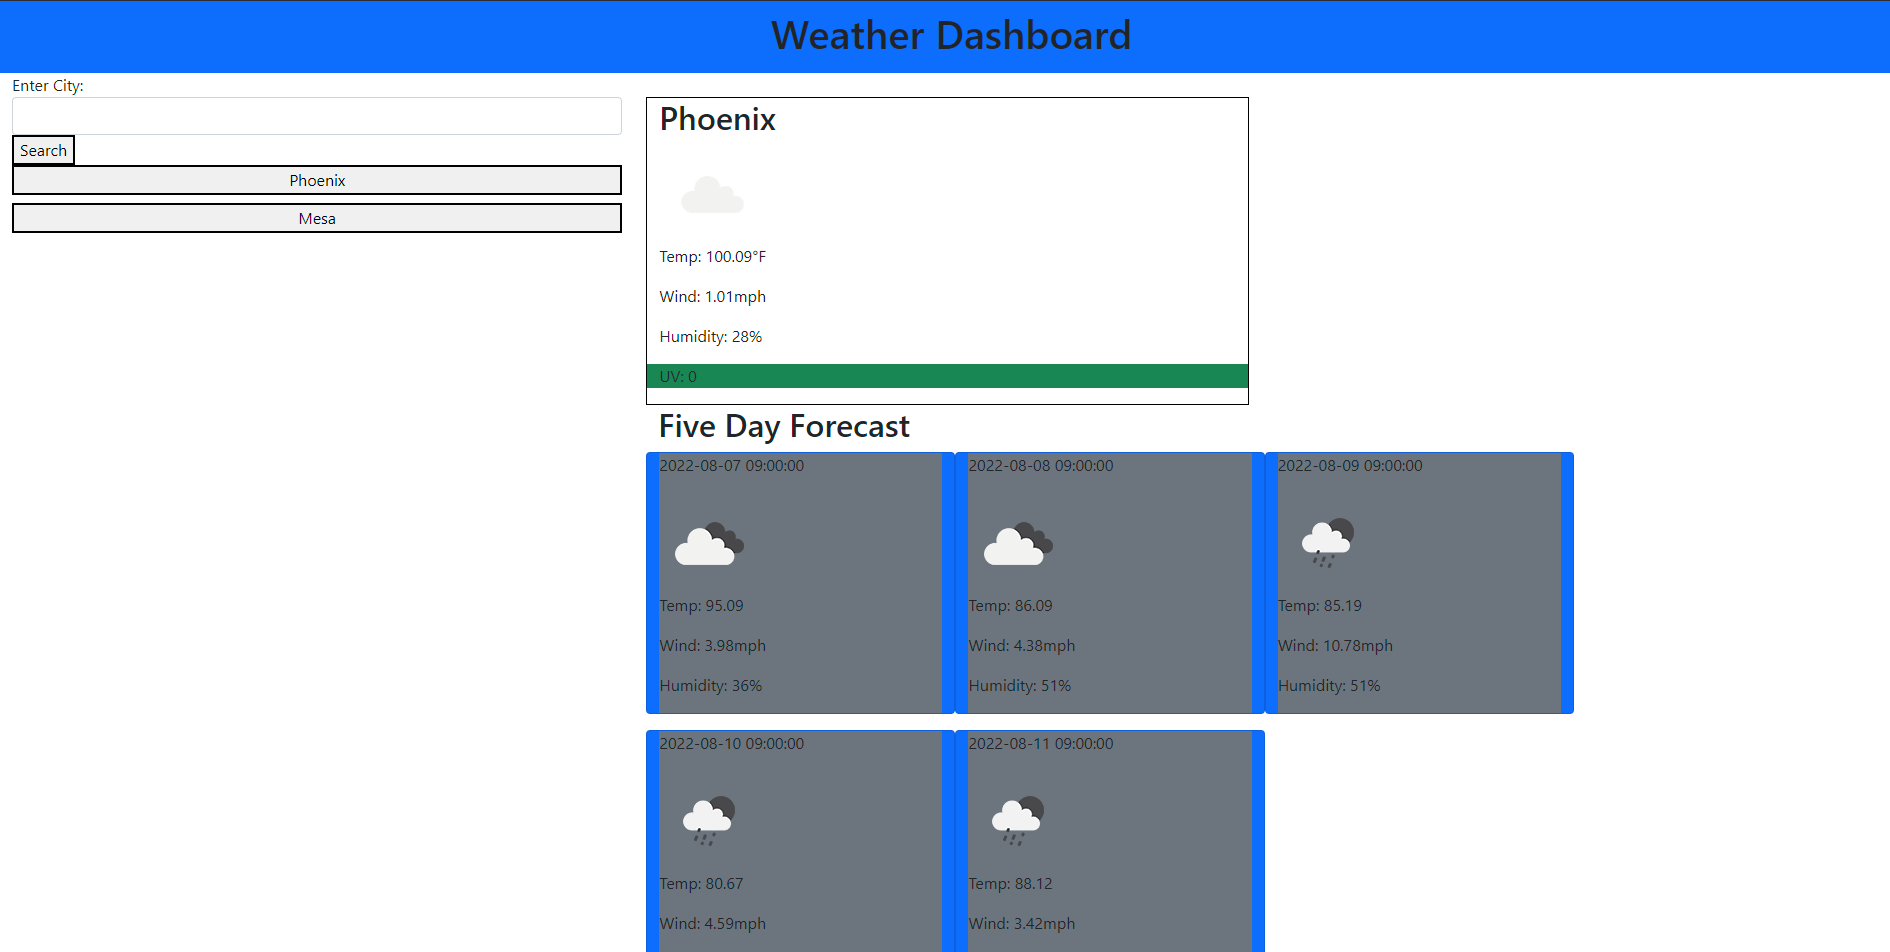 Weather Dashboard
Enter City:
Search
Phoenix
Mesa
Phoenix
Temp: 100.09°F
Wind: 1.01mph
Humidity: 28%
UV: 0
Five Day Forecast
2022-08-07 09:00:00
Temp: 95.09
Wind: 3.98mph
Humidity: 36%
2022-08-08 09:00:00
Temp: 86.09
Wind: 4.38mph
Humidity: 51%
2022-08-09 09:00:00
Temp: 85.19
Wind: 10.78mph
Humidity: 51%
2022-08-10 09:00:00
Temp: 80.67
Wind: 4.59mph
2022-08-11 09:00:00
Temp: 88.12
Wind: 3.42mph